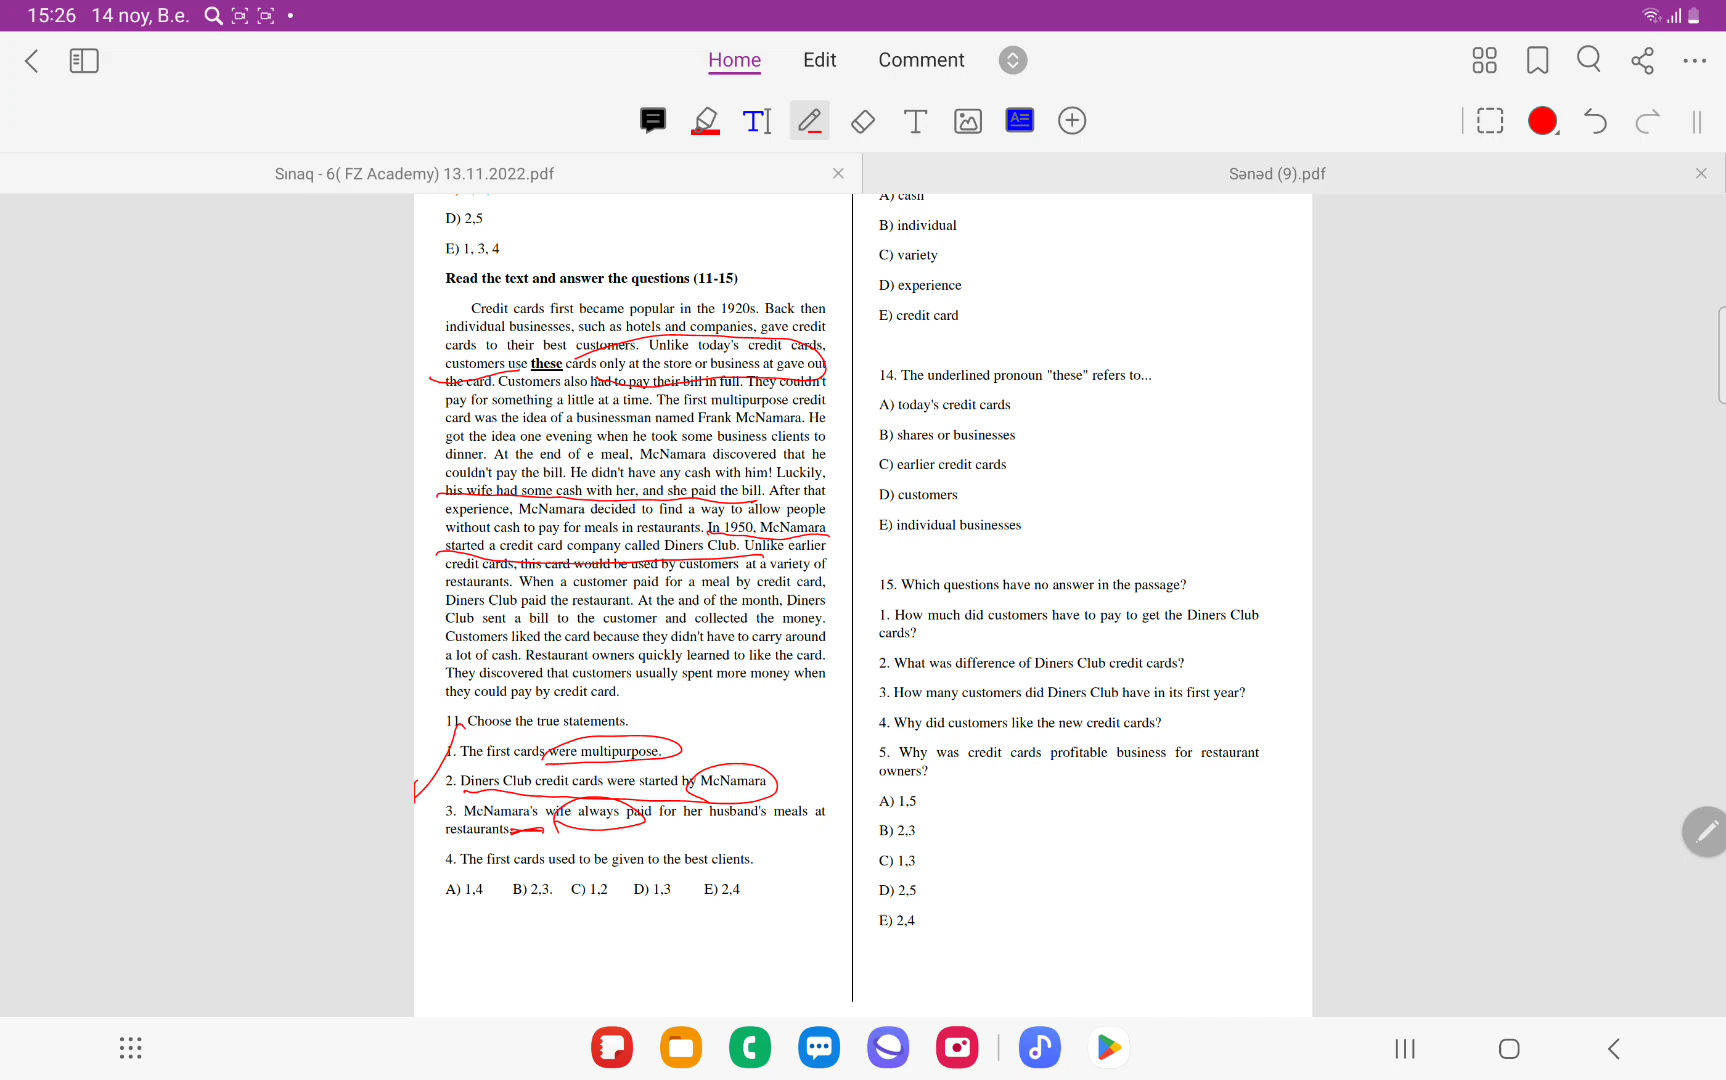 15:26 14 noy, B.e.
Home Edit Comment
Sınaq - 6( FZ Academy) 13.11.2022.pdf
Sənəd (9).pdf
D) 2,5
E) 1, 3, 4
Read the text and answer the questions (11-15)
Credit cards first became popular in the 1920s. Back then
individual businesses, such as hotels and companies, gave credit
cards to their best customers. Unlike today's credit cards,
customers use these cards only at the store or business at gave out
the card. Customers also had to pay their bill in full. They couldn't
pay for something a little at a time. The first multipurpose credit
card was the idea of a businessman named Frank McNamara. He
got the idea one evening when he took some business clients to
dinner. At the end of e meal, McNamara discovered that he
couldn't pay the bill. He didn't have any cash with him! Luckily,
his wife had some cash with her, and she paid the bill. After that
experience, McNamara decided to find a way to allow people
without cash to pay for meals in restaurants. In 1950, McNamara
started a credit card company called Diners Club. Unlike earlier
credit cards, this card would be used by customers at a variety of
restaurants. When a customer paid for a meal by credit card,
Diners Club paid the restaurant. At the and of the month, Diners
Club sent a bill to the customer and collected the money.
Customers liked the card because they didn't have to carry around
a lot of cash. Restaurant owners quickly learned to like the card.
They discovered that customers usually spent more money when
they could pay by credit card.
11. Choose the true statements.
1. The first cards were multipurpose.
2. Diners Club credit cards were started by McNamara
3. McNamara's wife always paid for her husband's meals at
restaurants.
4. The first cards used to be given to the best clients.
A) 1,4 B) 2,3. C) 1,2 D) 1,3 E) 2,4
A) cash
B) individual
C) variety
D) experience
E) credit card
14. The underlined pronoun "these" refers to...
A) today's credit cards
B) shares or businesses
C) earlier credit cards
D) customers
E) individual businesses
15. Which questions have no answer in the passage?
1. How much did customers have to pay to get the Diners Club
cards?
2. What was difference of Diners Club credit cards?
3. How many customers did Diners Club have in its first year?
4. Why did customers like the new credit cards?
5. Why was credit cards profitable business for restaurant
owners?
A) 1,5
B) 2,3
C) 1,3
D) 2,5
E) 2,4